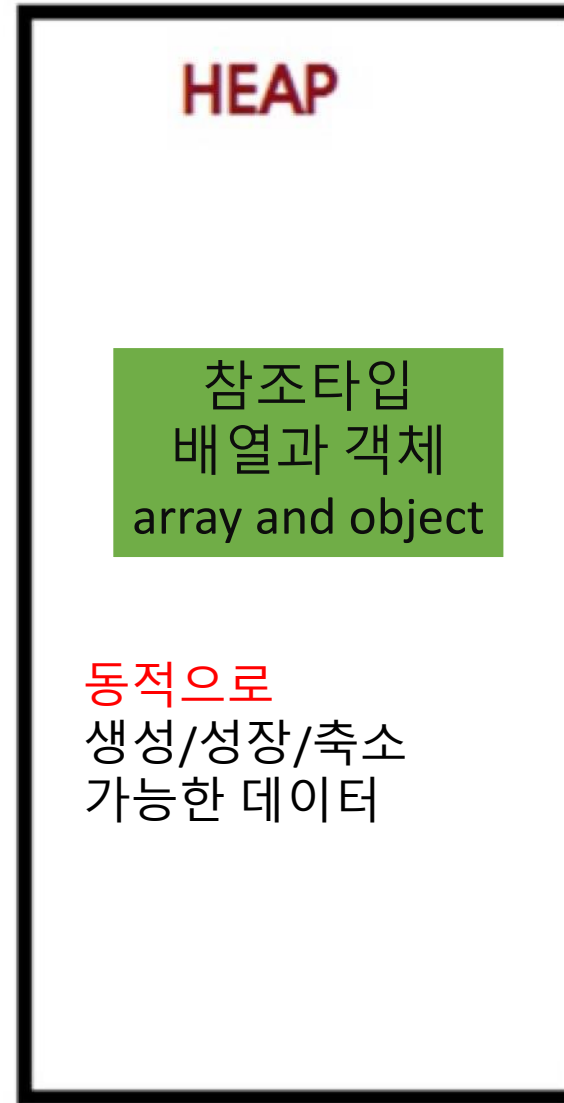 HEAP
참조타입
배열과 객체
array and object
동적으로
생성/성장/축소
가능한 데이터